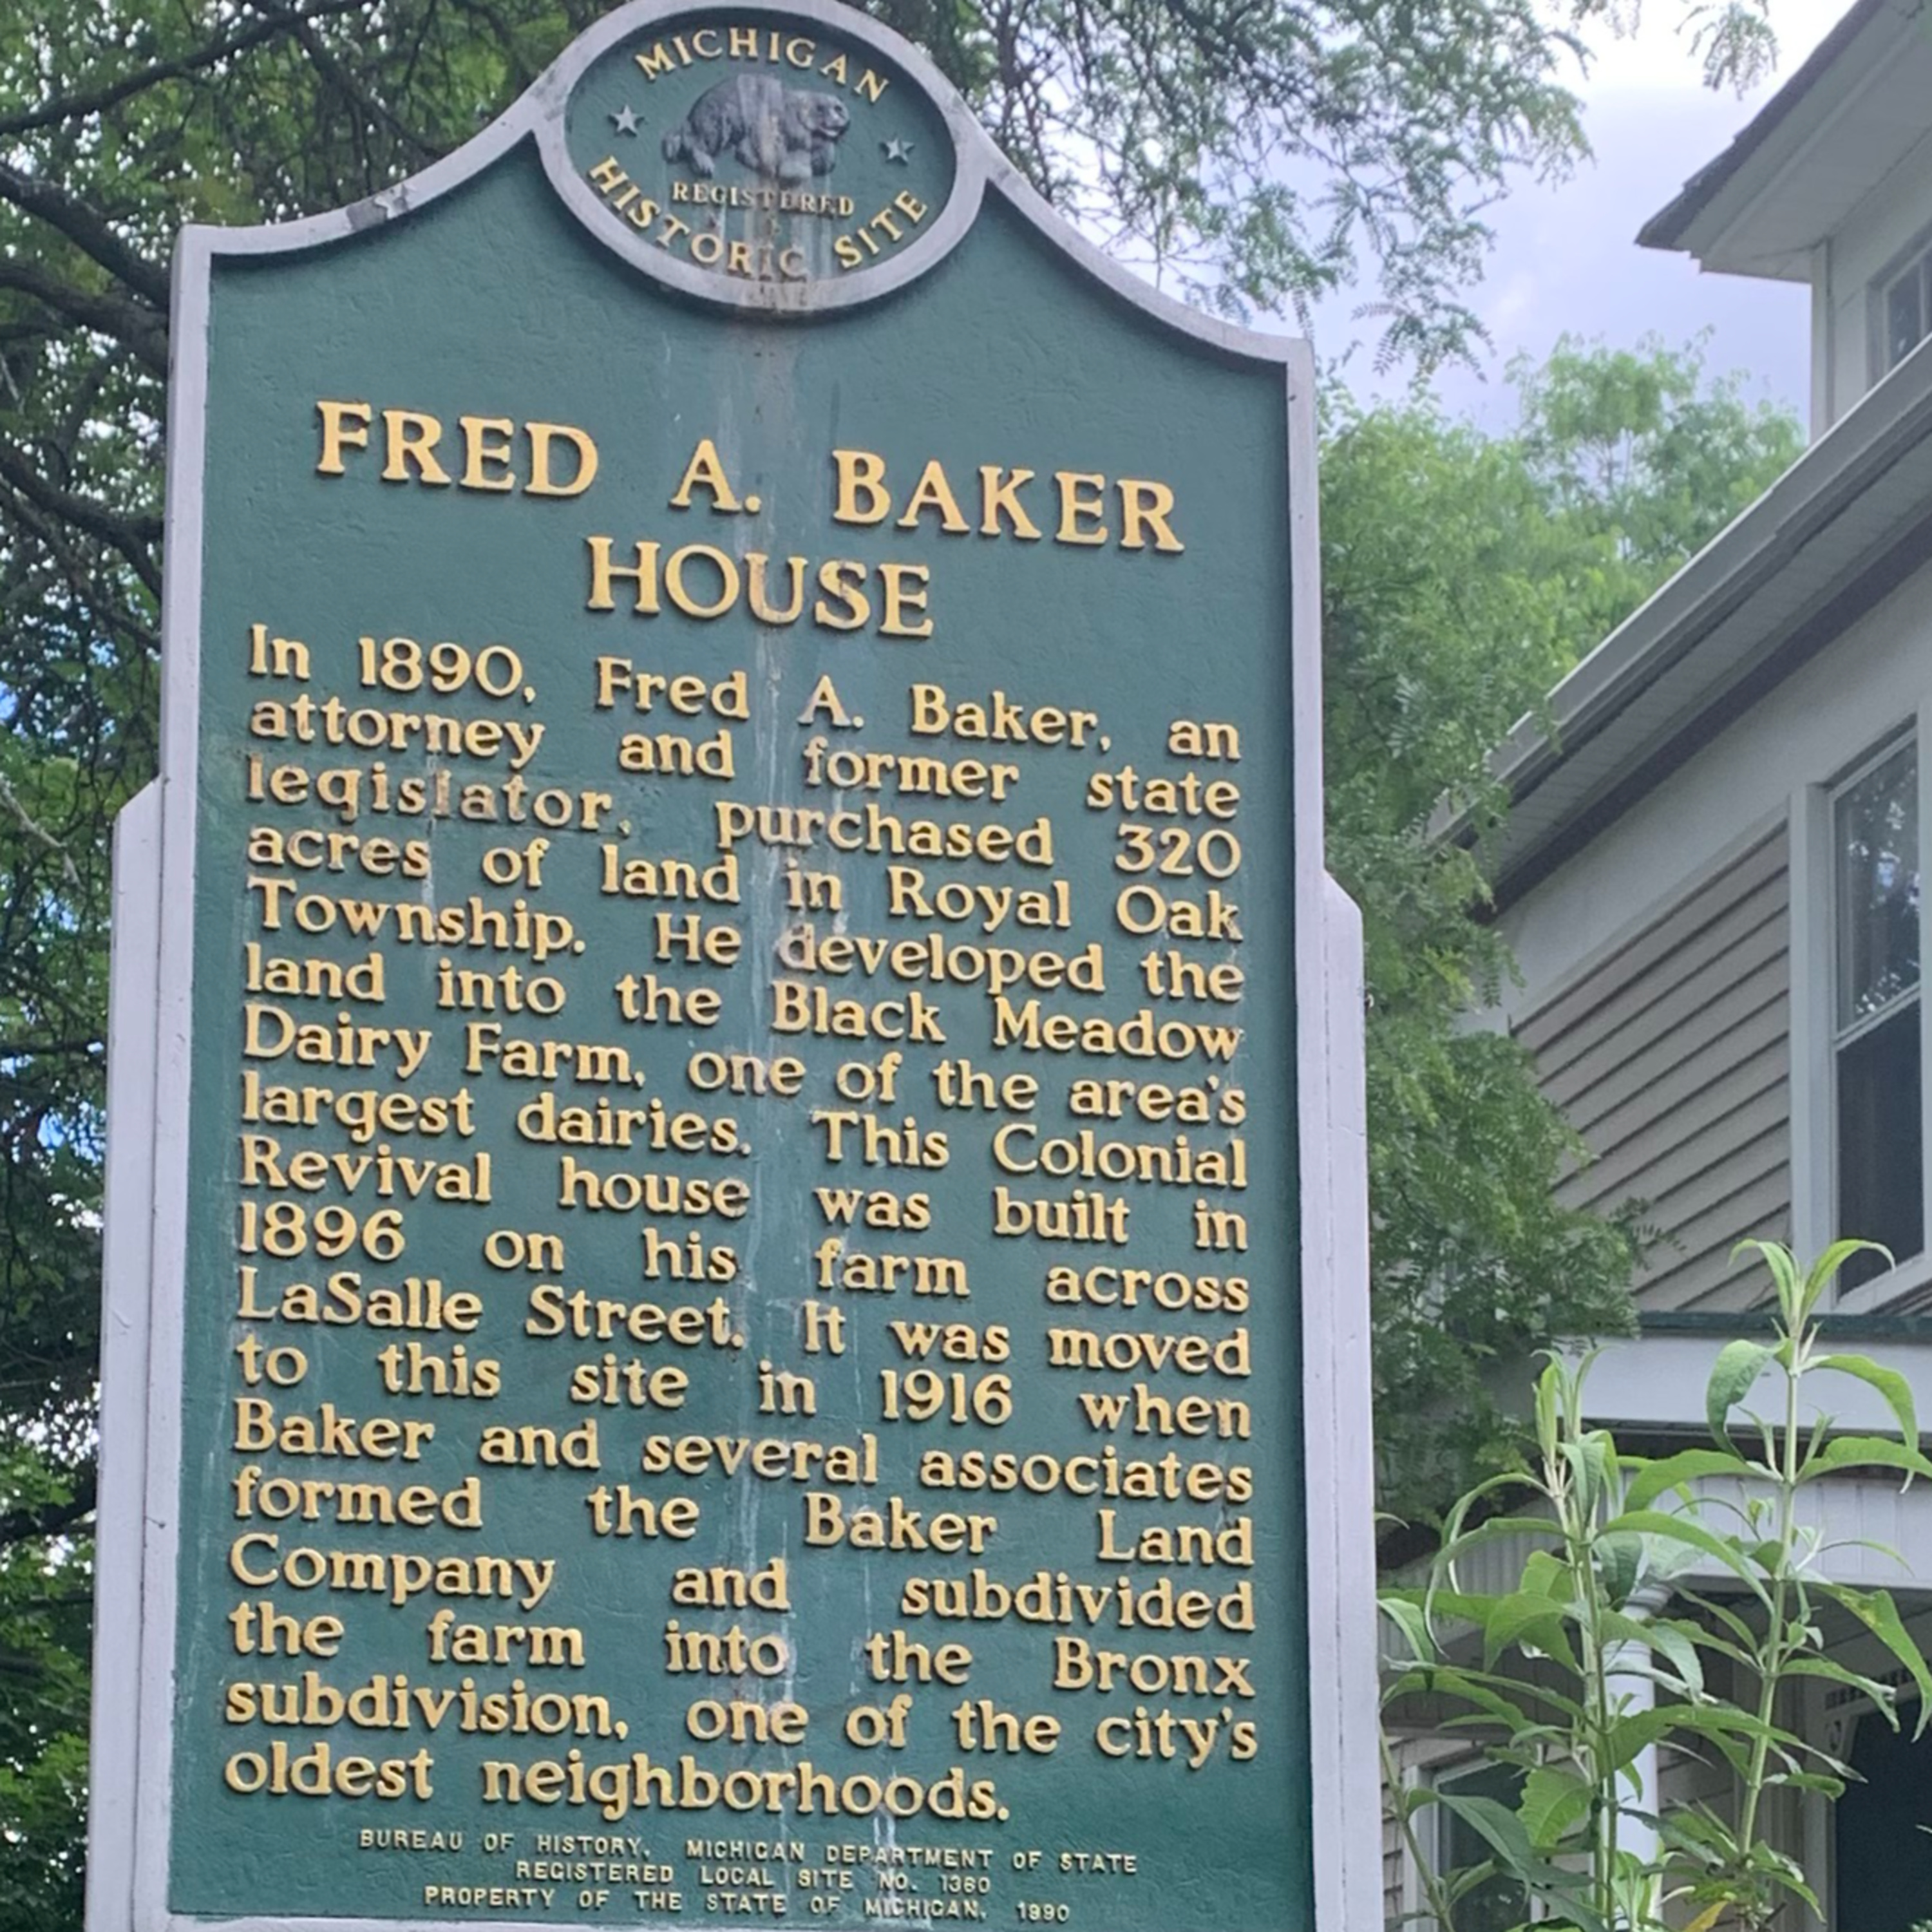 MICHIGAN
REGISTERED
HISTORIC SITE
FRED A. BAKER
HOUSE
In 1890, Fred A. Baker, an
attorney and former state
legislator, purchased 320
acres of land in Royal Oak
Township. He developed the
land into the Black Meadow
Dairy Farm, one of the area's
largest dairies. This Colonial
Revival house was built in
1896 on his farm across
LaSalle Street. It was moved
to this site in 1916 when
Baker and several associates
formed the Baker Land
Company and subdivided
the farm into the Bronx
subdivision, one of the city's
oldest neighborhoods.
BUREAU OF HISTORY, MICHIGAN DEPARTMENT OF STATE
REGISTERED LOCAL SITE NO. 1360
PROPERTY OF THE STATE OF MICHIGAN, 1990